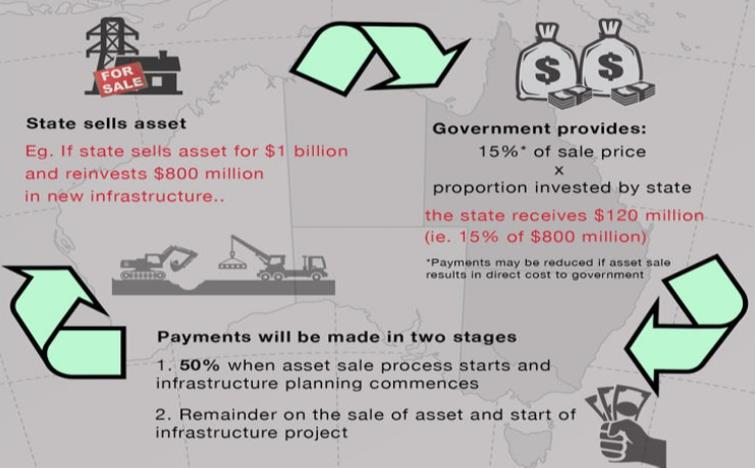 FOR
SALE
State sells asset
Eg. If state sells asset for $1 billion
and reinvests $800 million
in new infrastructure..
$ $
Government provides:
15%* of sale price
x
proportion invested by state
the state receives $120 million
(ie. 15% of $800 million)
*Payments may be reduced if asset sale
results in direct cost to government
Payments will be made in two stages
1. 50% when asset sale process starts and
infrastructure planning commences
2. Remainder on the sale of asset and start of
infrastructure project